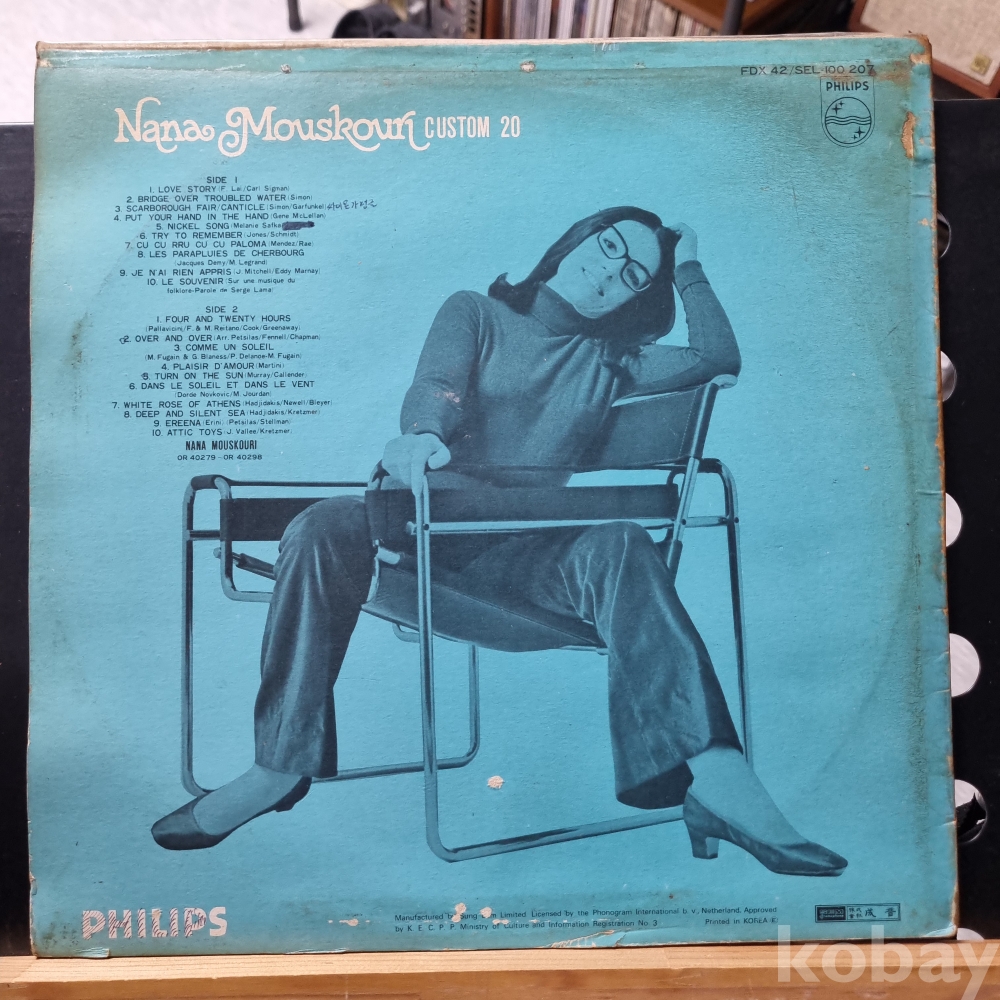 FDX 42/SEL-100 207
PHILIPS
Nana Mouskouri CUSTOM 20
SIDE 1
1. LOVE STORY (F. Lai/Carl Sigman)
2. BRIDGE OVER TROUBLED WATER (Simon)
3. SCARBOROUGH FAIR/CANTICLE (Simon/Garfunkel)
4. PUT YOUR HAND IN THE HAND (Gene McLellan)
5. NICKEL SONG (Melanie Safka
6. TRY TO REMEMBER (Jones/Schmidt)
7. CU CU RRU CU CU PALOMA (Mendez/Rae)
8. LES PARAPLUIES DE CHERBOURG
(Jacques Demy/M. Legrand)
9. JE N'AI RIEN APPRIS (J. Mitchell/Eddy Marnay)
10. LE SOUVENIR (Sur une musique du
folklore-Parole de Serge Lama)
SIDE 2
1. FOUR AND TWENTY HOURS
(Pallavicini/F. & M. Reitano/Cook/Greenaway)
2. OVER AND OVER (Arr. Petsilas/Fennell/Chapman)
3. COMME UN SOLEIL
(M. Fugain & G. Blaness/P. Delanoe-M. Fugain)
4. PLAISIR D'AMOUR (Martini)
5. TURN ON THE SUN (Murray/Callender)
6. DANS LE SOLEIL ET DANS LE VENT
(Dorde Novkovic/M. Jourdan)
7. WHITE ROSE OF ATHENS (Hadjidakis/Newell/Bleyer)
8. DEEP AND SILENT SEA (Hadjidakis/Kretzmer)
9. EREENA (Erini) (Petsilas/Stellman)
10. ATTIC TOYS (J. Vallee/Kretzmer)
NANA MOUSKOURI
OR 40279-OR 40298
PHILIPS
Manufactured by Limited. Licensed by the Phonogram International b. v., Netherland. Approved
by K. E. C. P. P. Ministry of Culture and Information Registration No. 3 Printed in KOREA
株式會社 成音
kobay